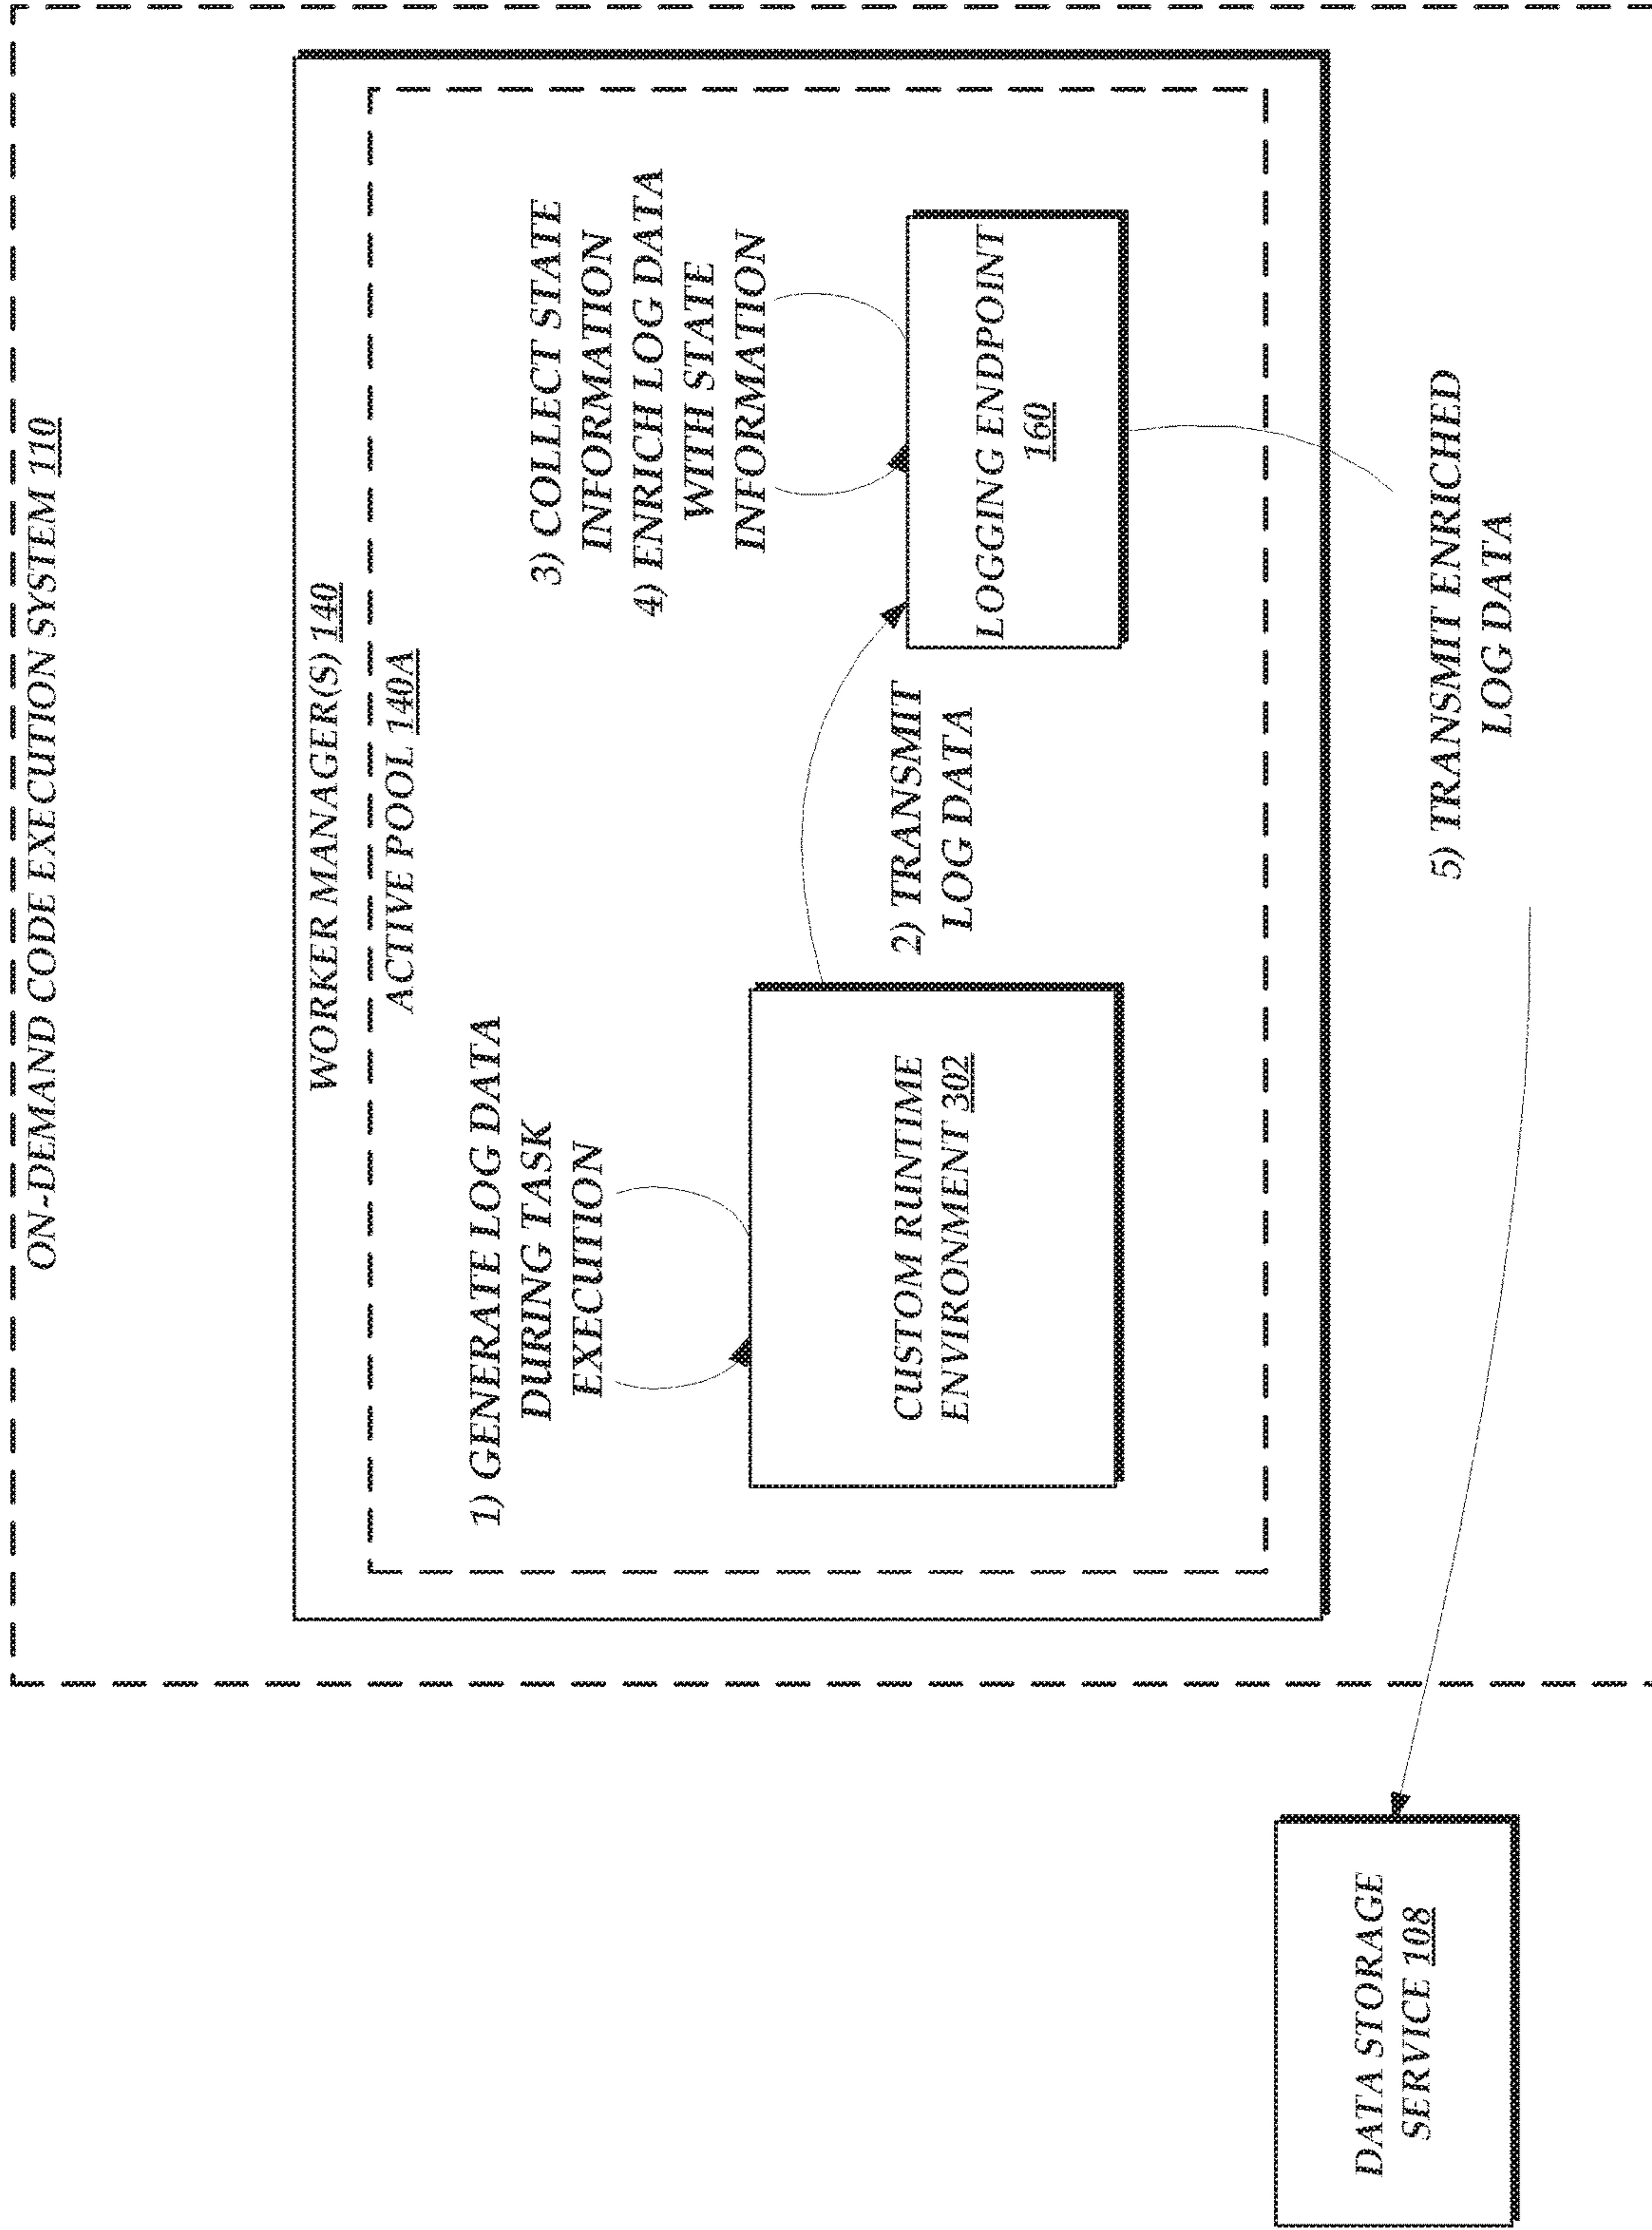 ON-DEMAND CODE EXECUTION SYSTEM 110
WORKER MANAGER(S) 140
ACTIVE POOL 140A
1) GENERATE LOG DATA
DURING TASK
EXECUTION
CUSTOM RUNTIME
ENVIRONMENT 302
2) TRANSMIT
LOG DATA
3) COLLECT STATE
INFORMATION
4) ENRICH LOG DATA
WITH STATE
INFORMATION
LOGGING ENDPOINT
160
5) TRANSMIT ENRICHED
LOG DATA
DATA STORAGE
SERVICE 108